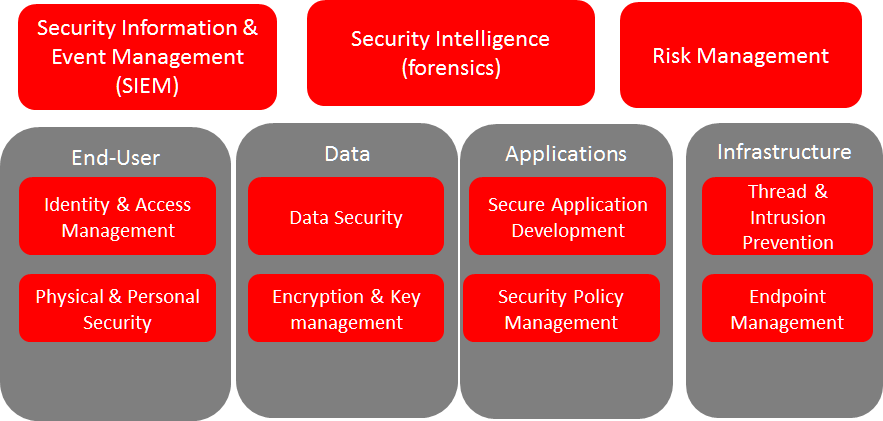 Security Information &
Event Management
(SIEM)
Security Intelligence
(forensics)
Risk Management
End-User
Identity & Access
Management
Physical & Personal
Security
Data
Data Security
Encryption & Key
management
Applications
Secure Application
Development
Security Policy
Management
Infrastructure
Thread &
Intrusion
Prevention
Endpoint
Management